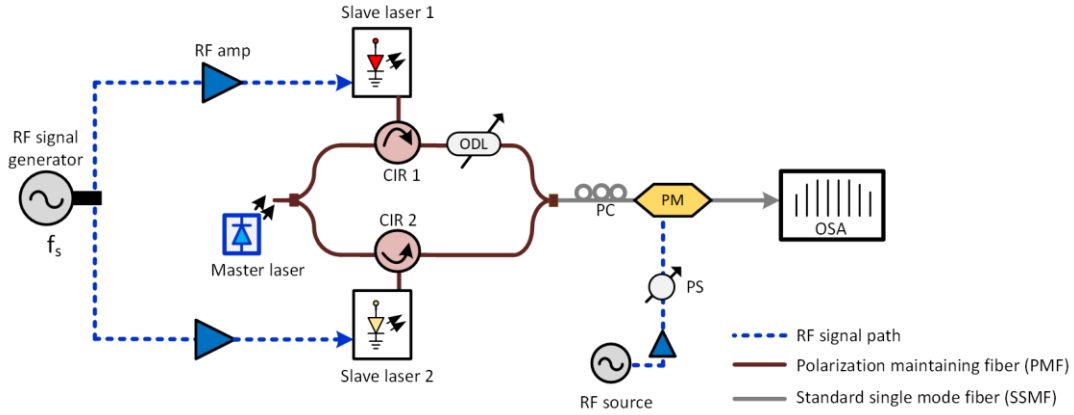 Slave laser 1
RF amp
RF signal
generator
fs
CIR 1
ODL
CIR 2
Master laser
Slave laser 2
PC
PM
OSA
PS
RF source
RF signal path
Polarization maintaining fiber (PMF)
Standard single mode fiber (SSMF)